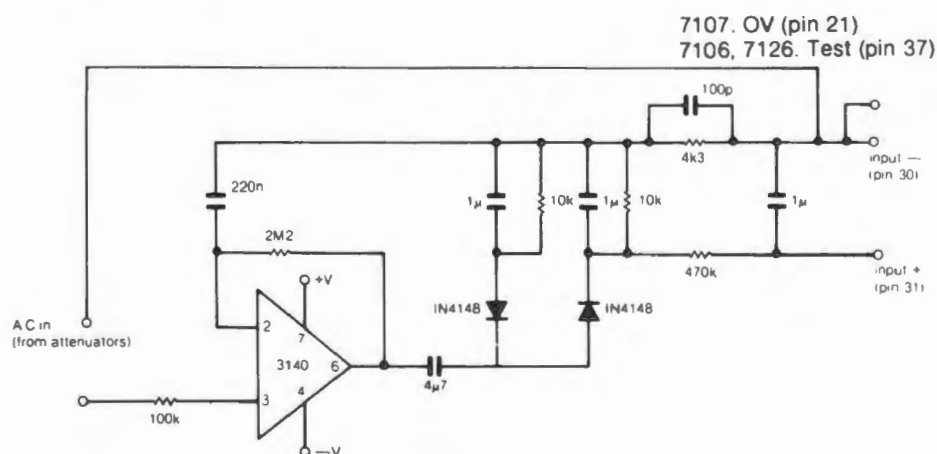 7107. OV (pin 21)
7106, 7126. Test (pin 37)
100p
4k3
input —
(pin 30)
220n
1µ
10k
1µ
10k
1µ
2M2
470k
input +
(pin 31)
+V
IN4148
IN4148
A C in
(from attenuators)
2
7
3140
6
4µ7
4
3
100k
—V